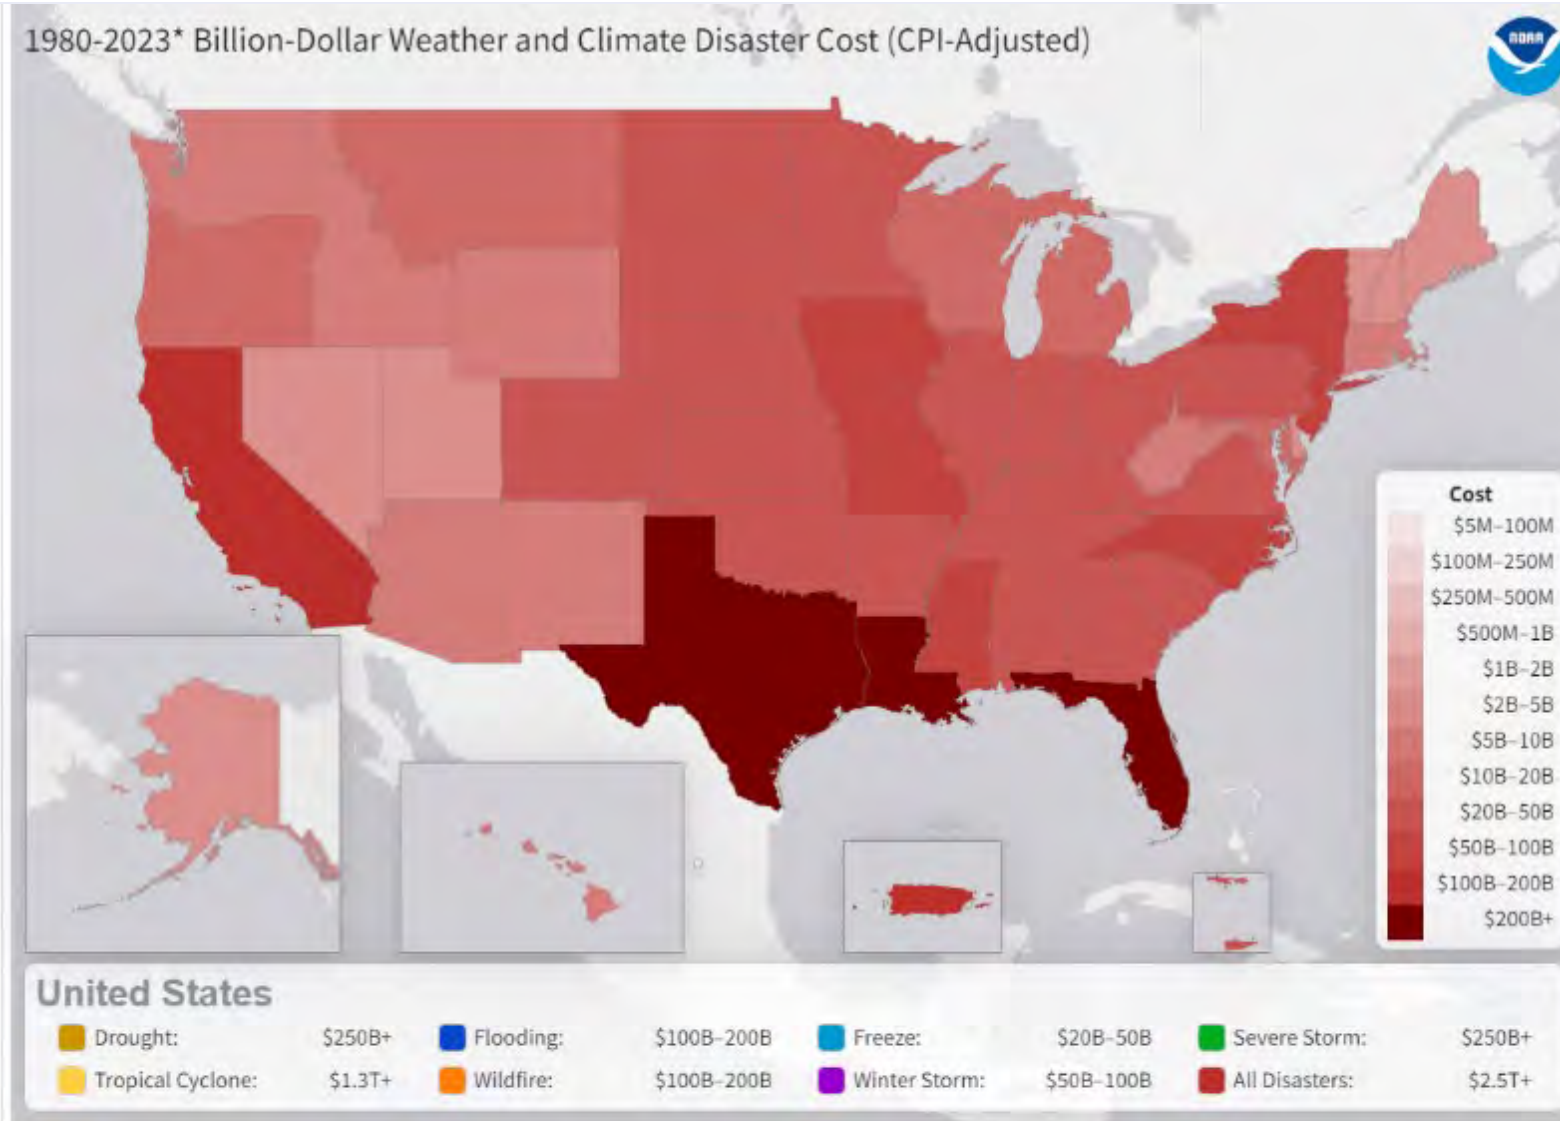 1980-2023* Billion-Dollar Weather and Climate Disaster Cost (CPI-Adjusted)
NOAA
Cost
$5M–100M
$100M–250M
$250M–500M
$500M–1B
$1B–2B
$2B–5B
$5B–10B
$10B–20B
$20B–50B
$50B–100B
$100B–200B
$200B+
United States
Drought: $250B+ Flooding: $100B–200B Freeze: $20B–50B Severe Storm: $250B+
Tropical Cyclone: $1.3T+ Wildfire: $100B–200B Winter Storm: $50B–100B All Disasters: $2.5T+